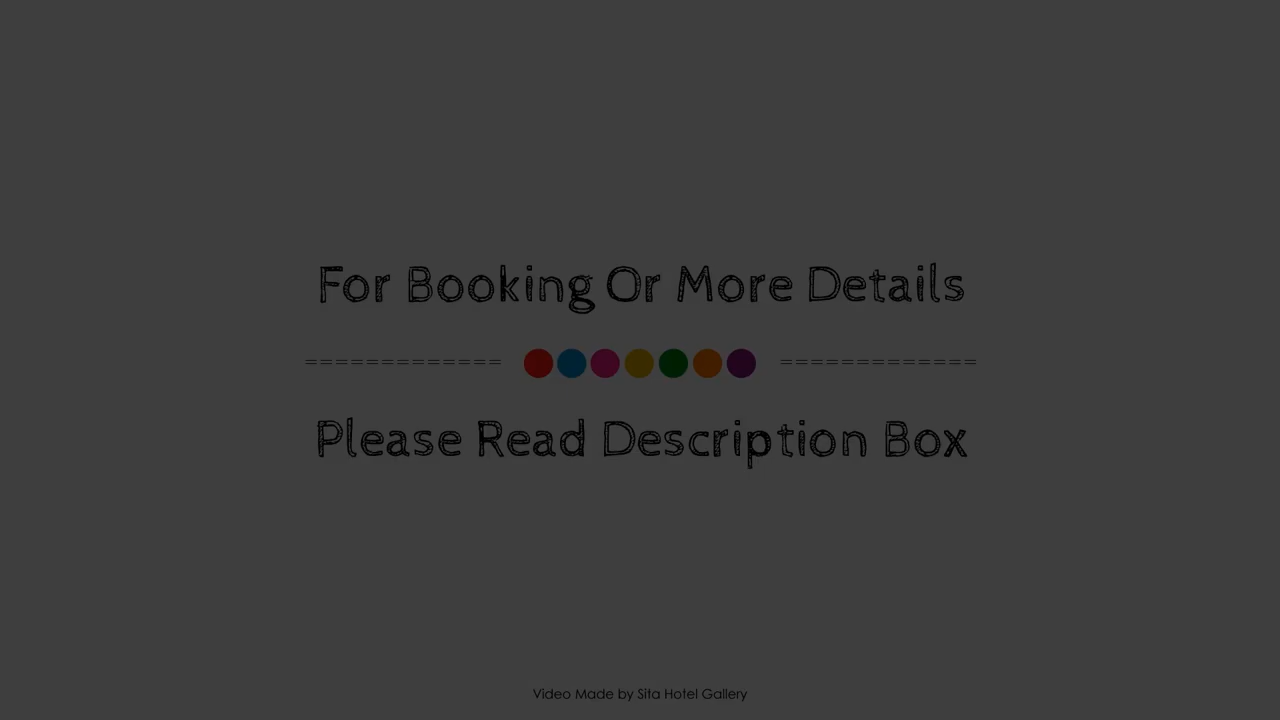 For Booking Or More Details
============= =============
Please Read Description Box
Video Made by Sita Hotel Gallery